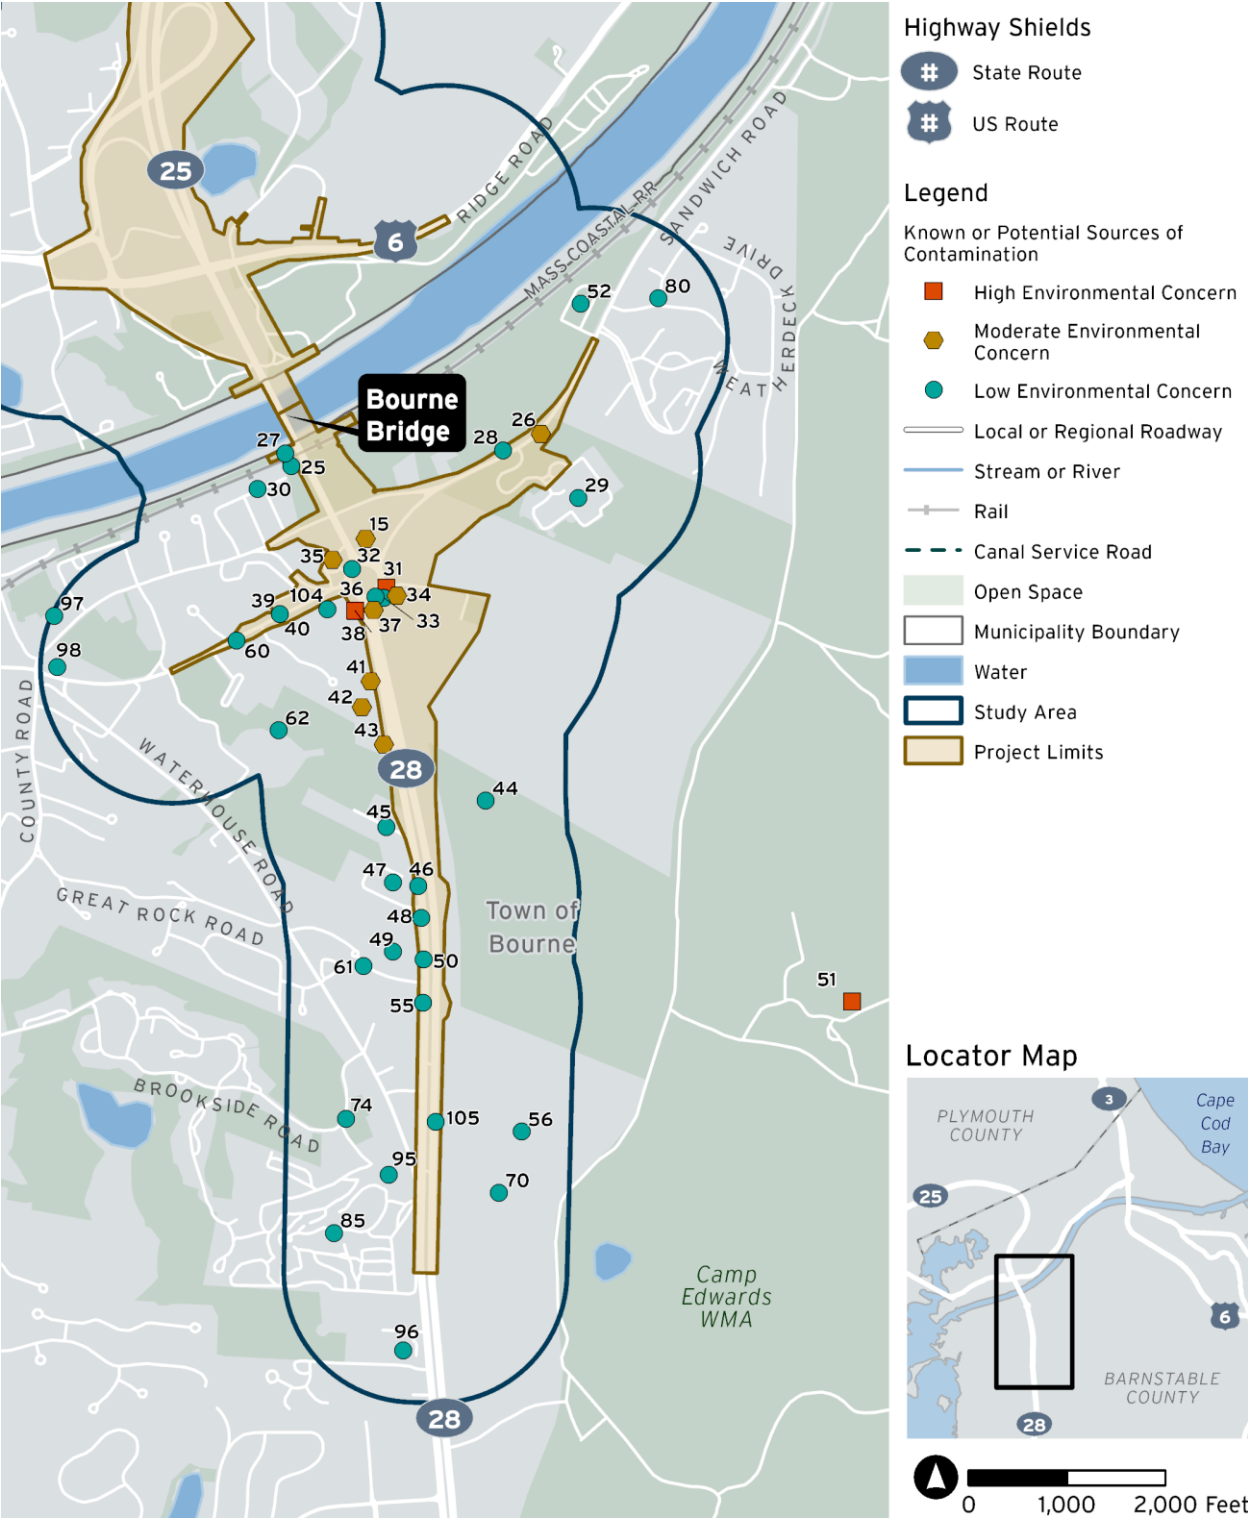 25
6
RIDGE ROAD
SANDWICH ROAD
MASS COASTAL RR
WEATHERDECK DRIVE
52
80
Bourne
Bridge
26
28
27
25
30
29
15
35
32
31
36
34
104
39
40
37
33
38
97
98
60
41
42
43
62
28
44
45
COUNTY ROAD
WATERHOUSE ROAD
GREAT ROCK ROAD
47
46
48
49
50
61
55
Town of
Bourne
51
BROOKSIDE ROAD
74
105
56
95
70
85
96
Camp
Edwards
WMA
28
Highway Shields
# State Route
# US Route
Legend
Known or Potential Sources of
Contamination
High Environmental Concern
Moderate Environmental
Concern
Low Environmental Concern
Local or Regional Roadway
Stream or River
Rail
Canal Service Road
Open Space
Municipality Boundary
Water
Study Area
Project Limits
Locator Map
3
PLYMOUTH
COUNTY
Cape
Cod
Bay
25
6
BARNSTABLE
COUNTY
28
0 1,000 2,000 Feet